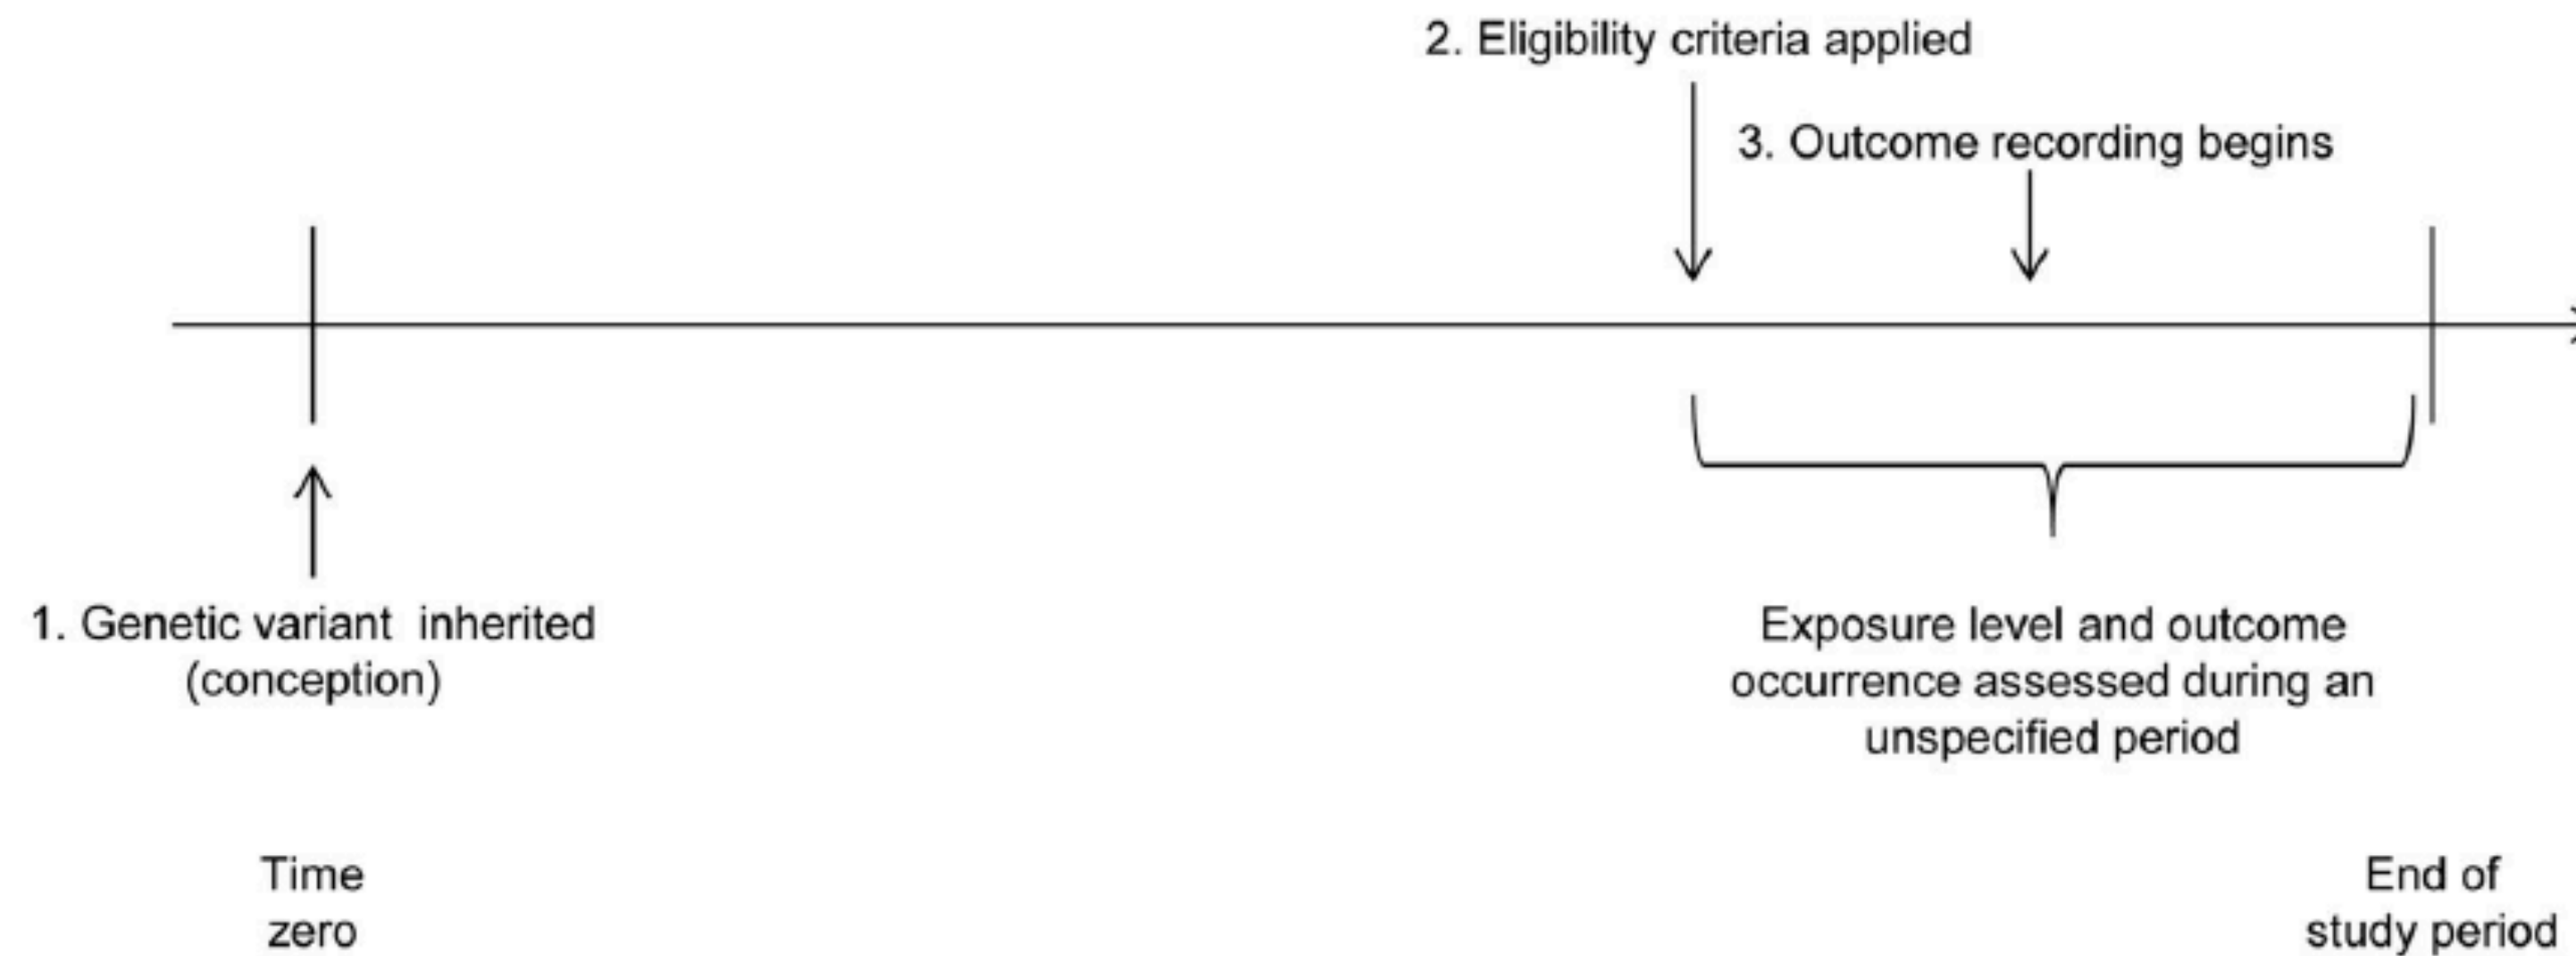 2. Eligibility criteria applied
3. Outcome recording begins
1. Genetic variant inherited
(conception)
Exposure level and outcome
occurrence assessed during an
unspecified period
Time
zero
End of
study period